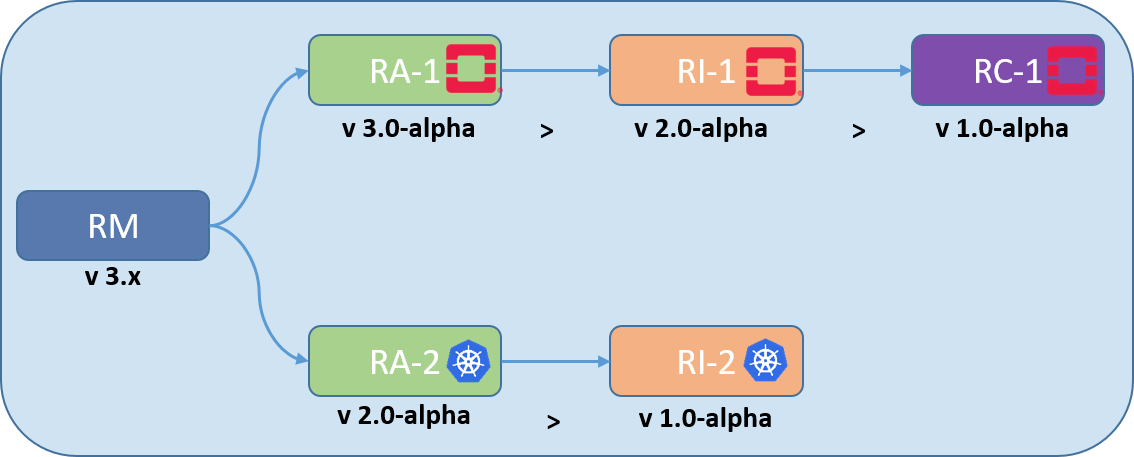 RA-1
RI-1
RC-1
v 3.0-alpha > v 2.0-alpha > v 1.0-alpha
RM
v 3.x
RA-2
RI-2
v 2.0-alpha > v 1.0-alpha